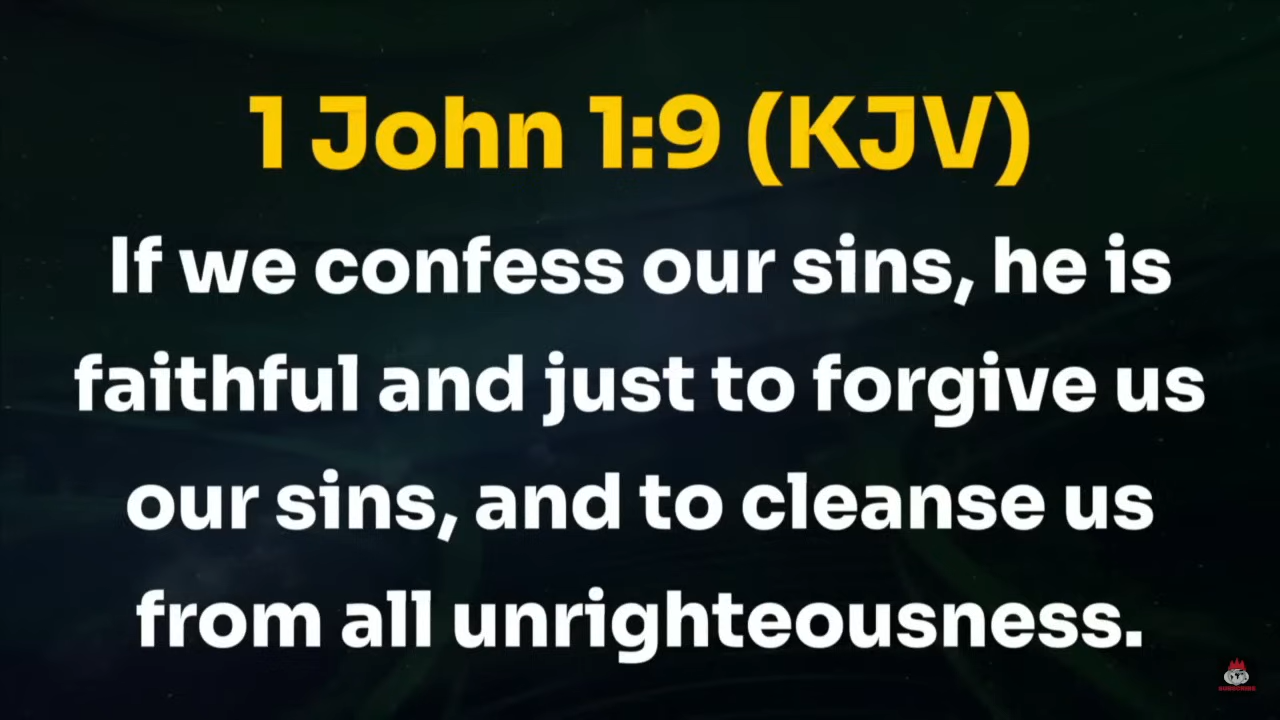 1 John 1:9 (KJV)
If we confess our sins, he is
faithful and just to forgive us
our sins, and to cleanse us
from all unrighteousness.
SUBSCRIBE